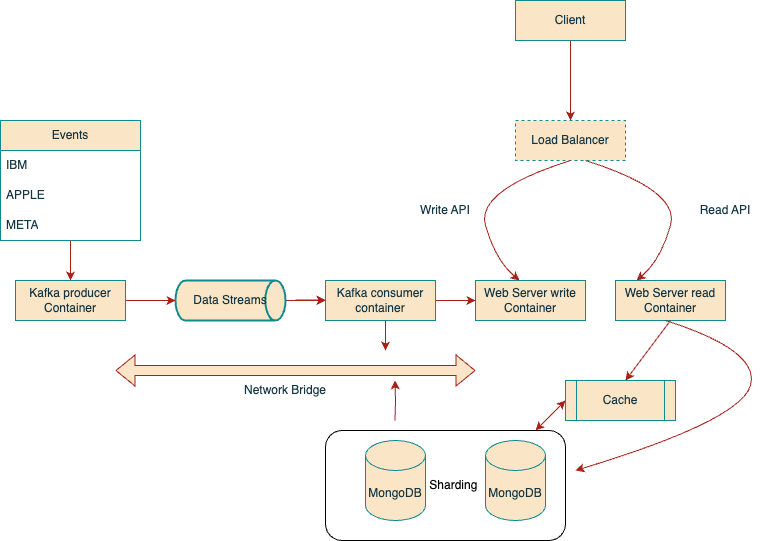 Client
Load Balancer
Events
IBM
APPLE
META
Write API
Read API
Kafka producer
Container
Data Streams
Kafka consumer
container
Web Server write
Container
Web Server read
Container
Network Bridge
Cache
MongoDB
Sharding
MongoDB